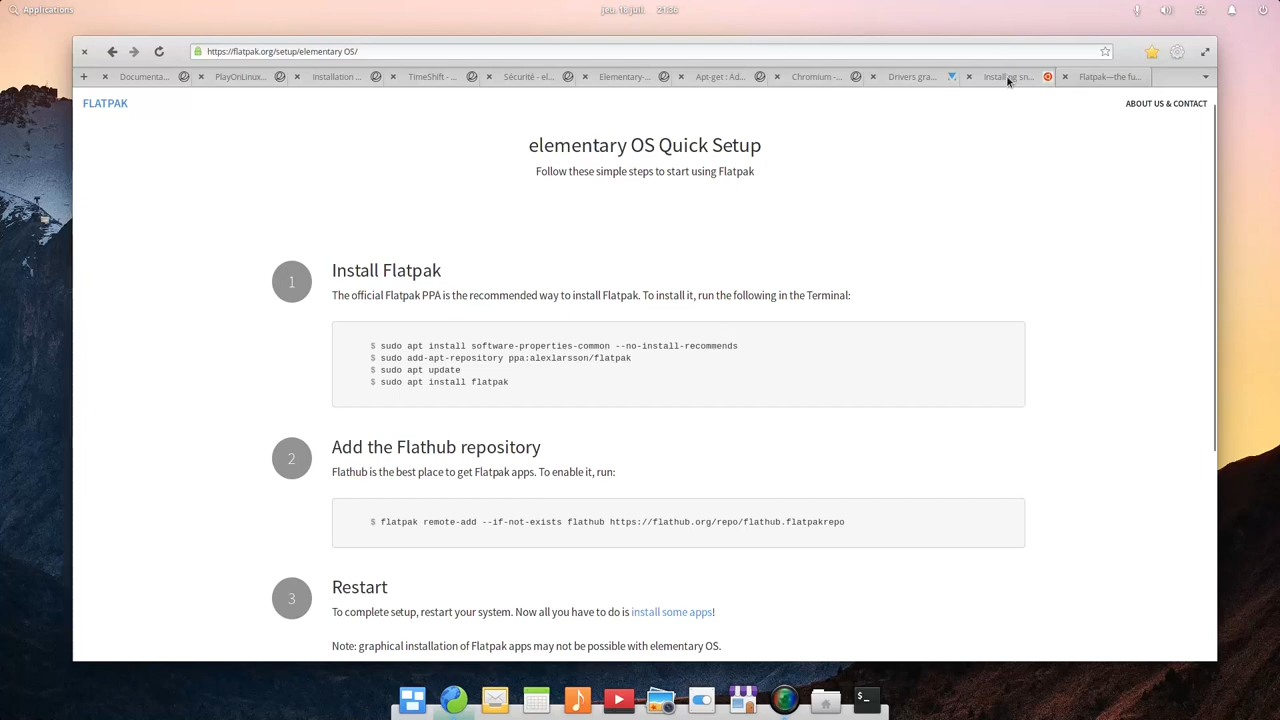 Applications
jeu. 18 juil. 21:36
https://flatpak.org/setup/elementary OS/
Documenta...
PlayOnLinux...
Installation ...
TimeShift - ...
Sécurité - el...
Elementary-...
Apt-get : Ad...
Chromium -...
Drivers gra...
Installing sn...
Flatpak—the fu...
FLATPAK
ABOUT US & CONTACT
elementary OS Quick Setup
Follow these simple steps to start using Flatpak
1
Install Flatpak
The official Flatpak PPA is the recommended way to install Flatpak. To install it, run the following in the Terminal:
$ sudo apt install software-properties-common --no-install-recommends
$ sudo add-apt-repository ppa:alexlarsson/flatpak
$ sudo apt update
$ sudo apt install flatpak
2
Add the Flathub repository
Flathub is the best place to get Flatpak apps. To enable it, run:
$ flatpak remote-add --if-not-exists flathub https://flathub.org/repo/flathub.flatpakrepo
3
Restart
To complete setup, restart your system. Now all you have to do is install some apps!
Note: graphical installation of Flatpak apps may not be possible with elementary OS.